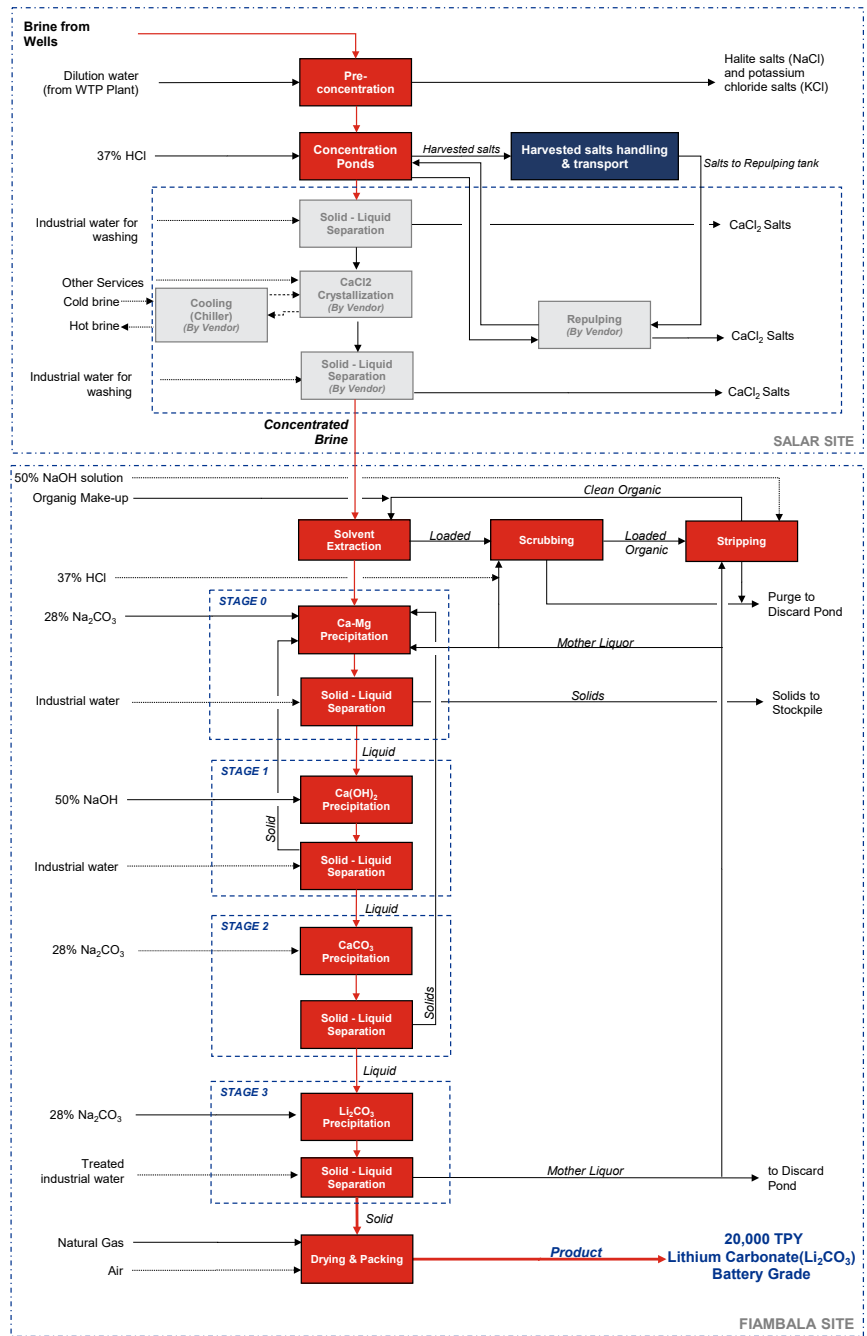 Brine from
Wells
Dilution water
(from WTP Plant)
Pre-
concentration
Halite salts (NaCl)
and potassium
chloride salts (KCl)
37% HCl
Concentration
Ponds
Harvested salts
Harvested salts handling
& transport
Salts to Repulping tank
Industrial water for
washing
Solid - Liquid
Separation
CaCl₂ Salts
Other Services
Cold brine
Hot brine
Cooling
(Chiller)
(By Vendor)
CaCl2
Crystallization
(By Vendor)
Repulping
(By Vendor)
CaCl₂ Salts
Industrial water for
washing
Solid - Liquid
Separation
(By Vendor)
CaCl₂ Salts
Concentrated
Brine
SALAR SITE
50% NaOH solution
Organig Make-up
Clean Organic
Solvent
Extraction
Loaded
Scrubbing
Loaded
Organic
Stripping
37% HCl
Purge to
Discard Pond
STAGE 0
28% Na₂CO₃
Ca-Mg
Precipitation
Mother Liquor
Industrial water
Solid - Liquid
Separation
Solids
Solids to
Stockpile
Liquid
STAGE 1
50% NaOH
Ca(OH)₂
Precipitation
Solid
Industrial water
Solid - Liquid
Separation
Liquid
STAGE 2
28% Na₂CO₃
CaCO₃
Precipitation
Solids
Solid - Liquid
Separation
Liquid
STAGE 3
28% Na₂CO₃
Li₂CO₃
Precipitation
Treated
industrial water
Solid - Liquid
Separation
Mother Liquor
to Discard
Pond
Solid
Natural Gas
Air
Drying & Packing
Product
20,000 TPY
Lithium Carbonate(Li₂CO₃)
Battery Grade
FIAMBALA SITE